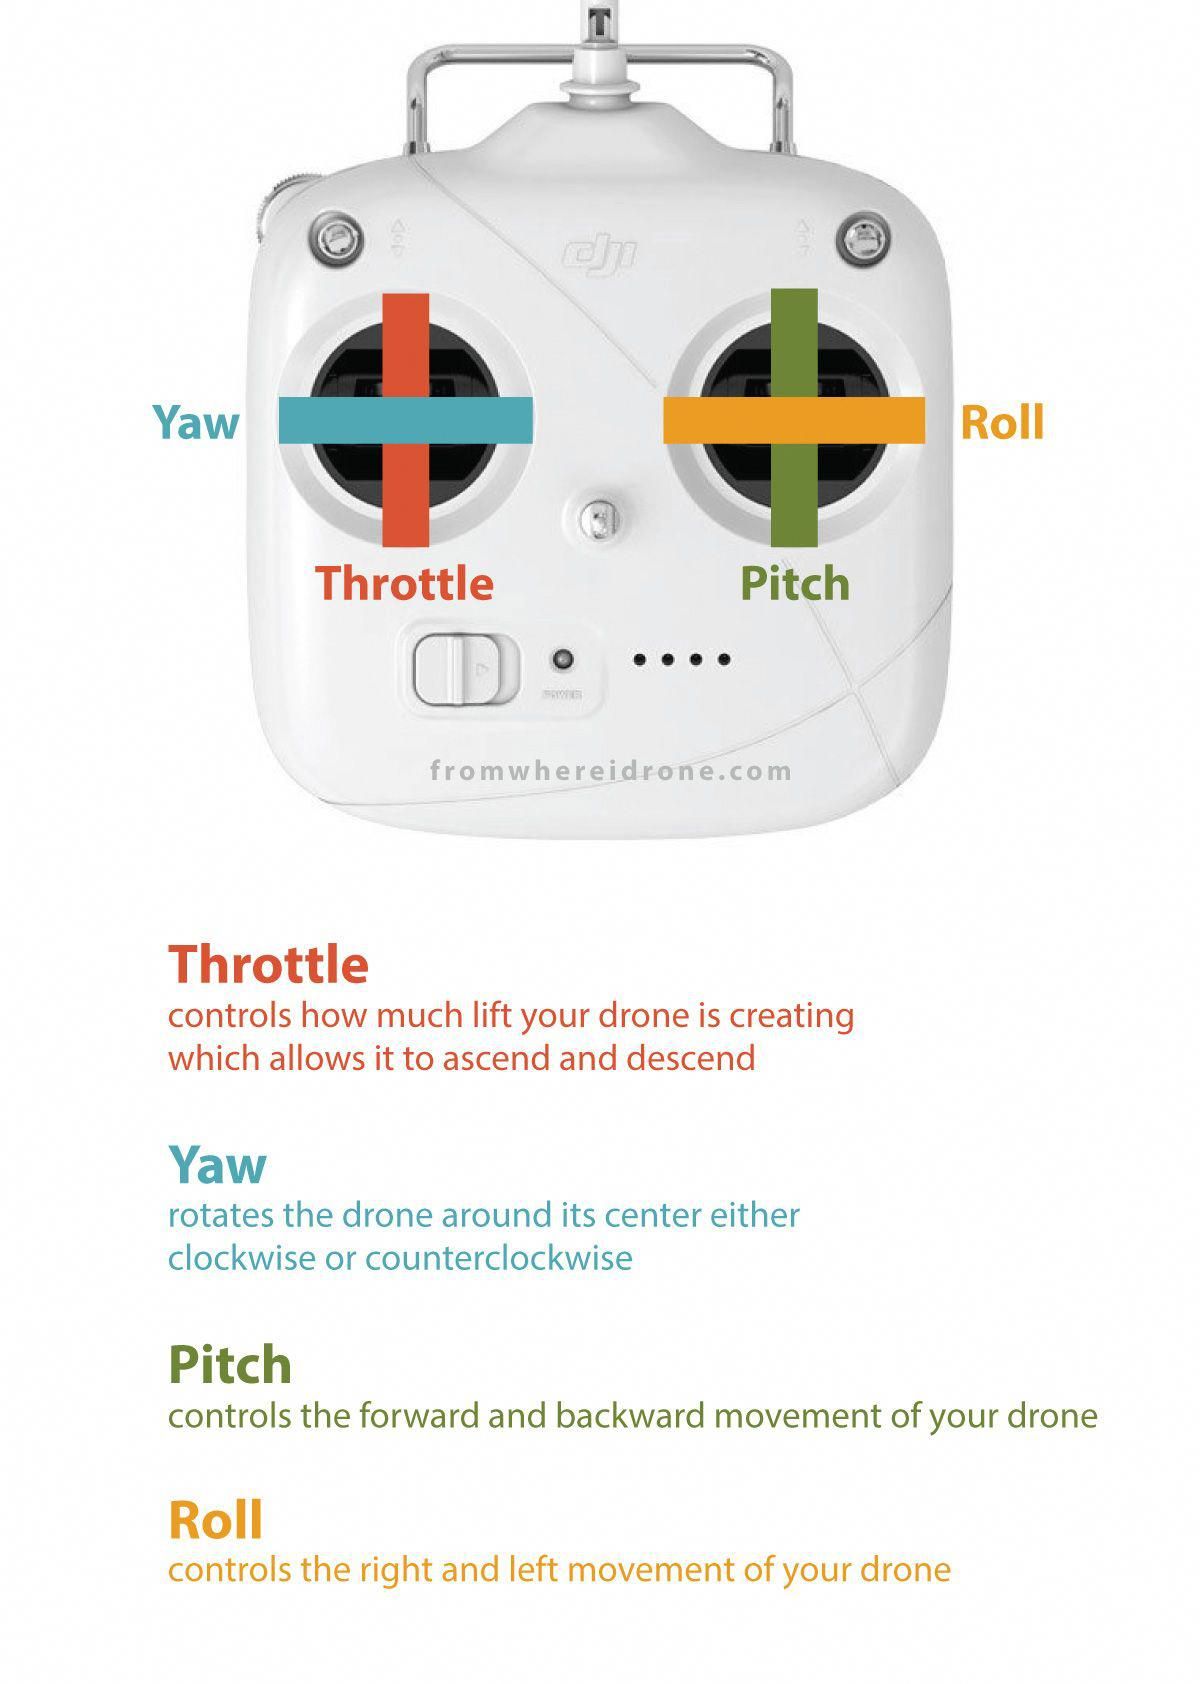 dji
Yaw
Roll
Throttle
Pitch
POWER
fromwhereidrone.com
Throttle
controls how much lift your drone is creating
which allows it to ascend and descend
Yaw
rotates the drone around its center either
clockwise or counterclockwise
Pitch
controls the forward and backward movement of your drone
Roll
controls the right and left movement of your drone